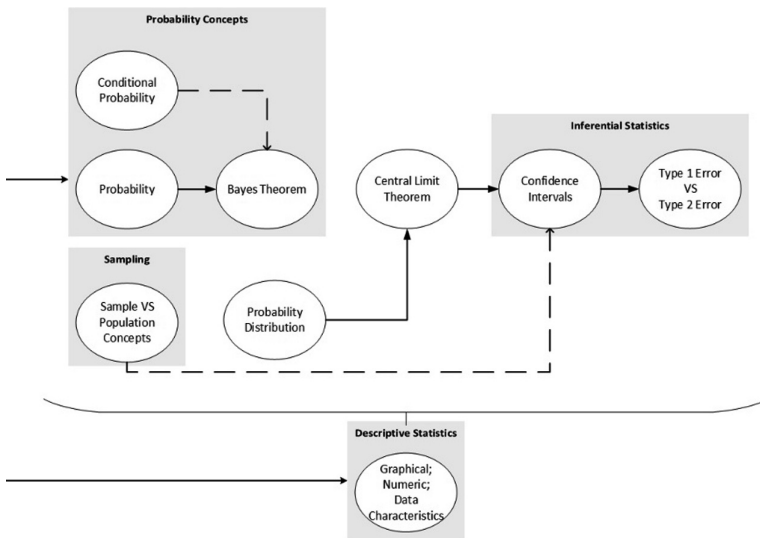 Probability Concepts
Conditional
Probability
Probability
Bayes Theorem
Inferential Statistics
Central Limit
Theorem
Confidence
Intervals
Type 1 Error
VS
Type 2 Error
Sampling
Sample VS
Population
Concepts
Probability
Distribution
Descriptive Statistics
Graphical;
Numeric;
Data
Characteristics